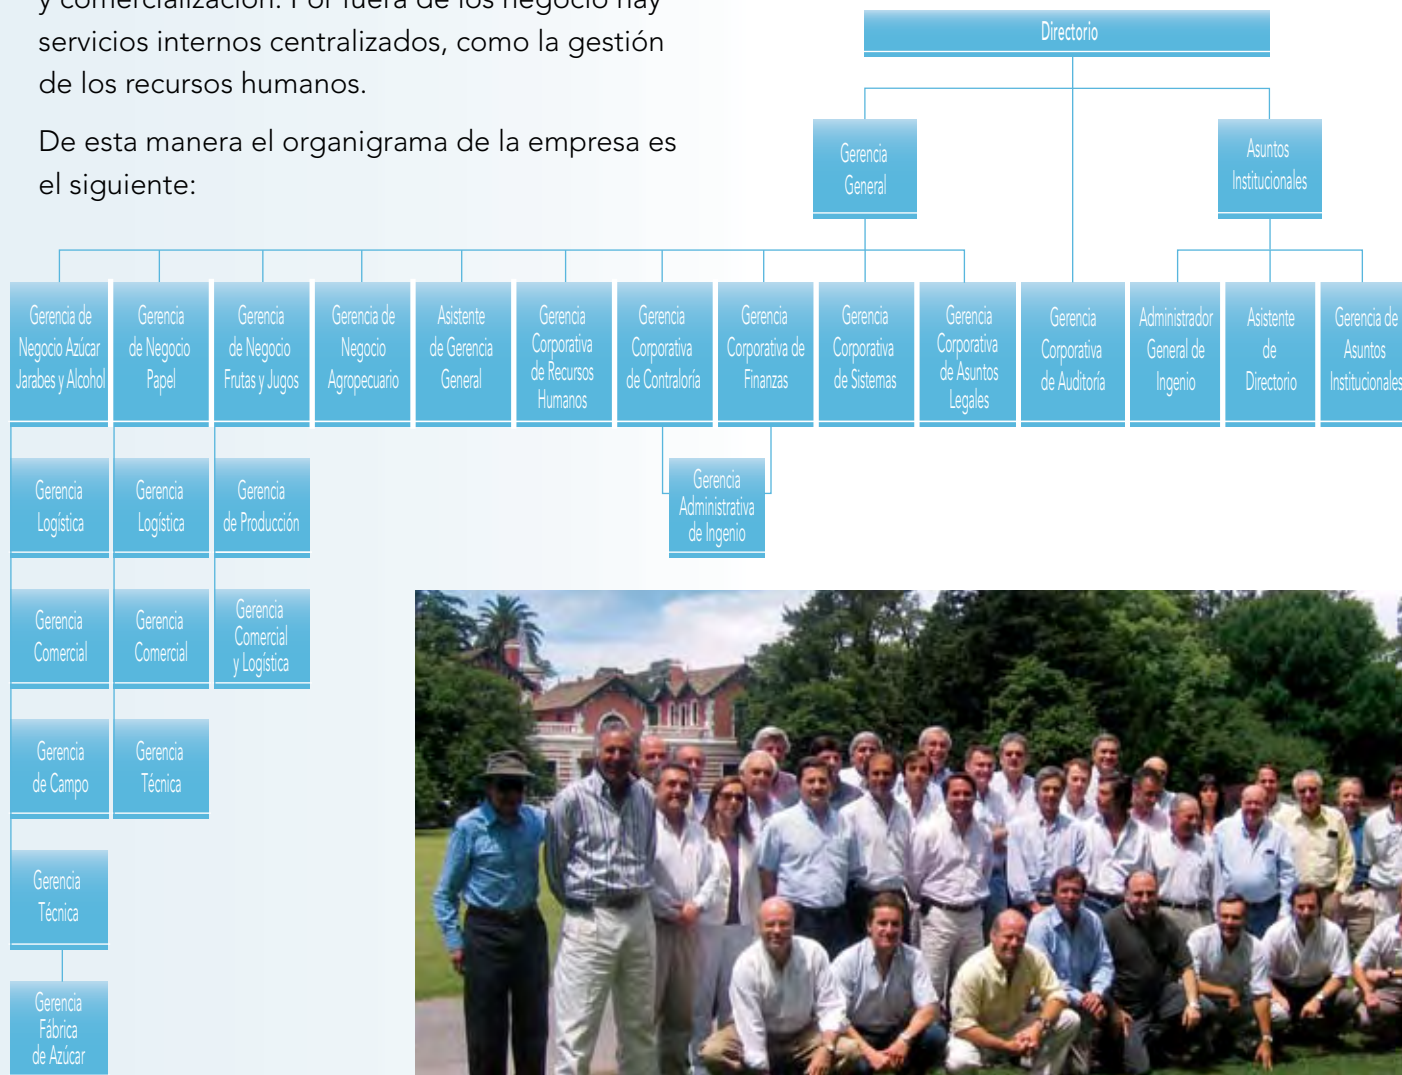 y comercialización. Por fuera de los negocio hay
servicios internos centralizados, como la gestión
de los recursos humanos.
De esta manera el organigrama de la empresa es
el siguiente:
Directorio
Gerencia
General
Asuntos
Institucionales
Gerencia de
Negocio Azúcar
Jarabes y Alcohol
Gerencia
de Negocio
Papel
Gerencia
de Negocio
Frutas y Jugos
Gerencia de
Negocio
Agropecuario
Asistente
de Gerencia
General
Gerencia
Corporativa
de Recursos
Humanos
Gerencia
Corporativa
de Contraloría
Gerencia
Corporativa de
Finanzas
Gerencia
Corporativa
de Sistemas
Gerencia
Corporativa
de Asuntos
Legales
Gerencia
Corporativa
de Auditoría
Administrador
General de
Ingenio
Asistente
de
Directorio
Gerencia de
Asuntos
Institucionales
Gerencia
Logística
Gerencia
Logística
Gerencia
de Producción
Gerencia
Administrativa
de Ingenio
Gerencia
Comercial
Gerencia
Comercial
Gerencia
Comercial
y Logística
Gerencia
de Campo
Gerencia
Técnica
Gerencia
Técnica
Gerencia
Fábrica
de Azúcar